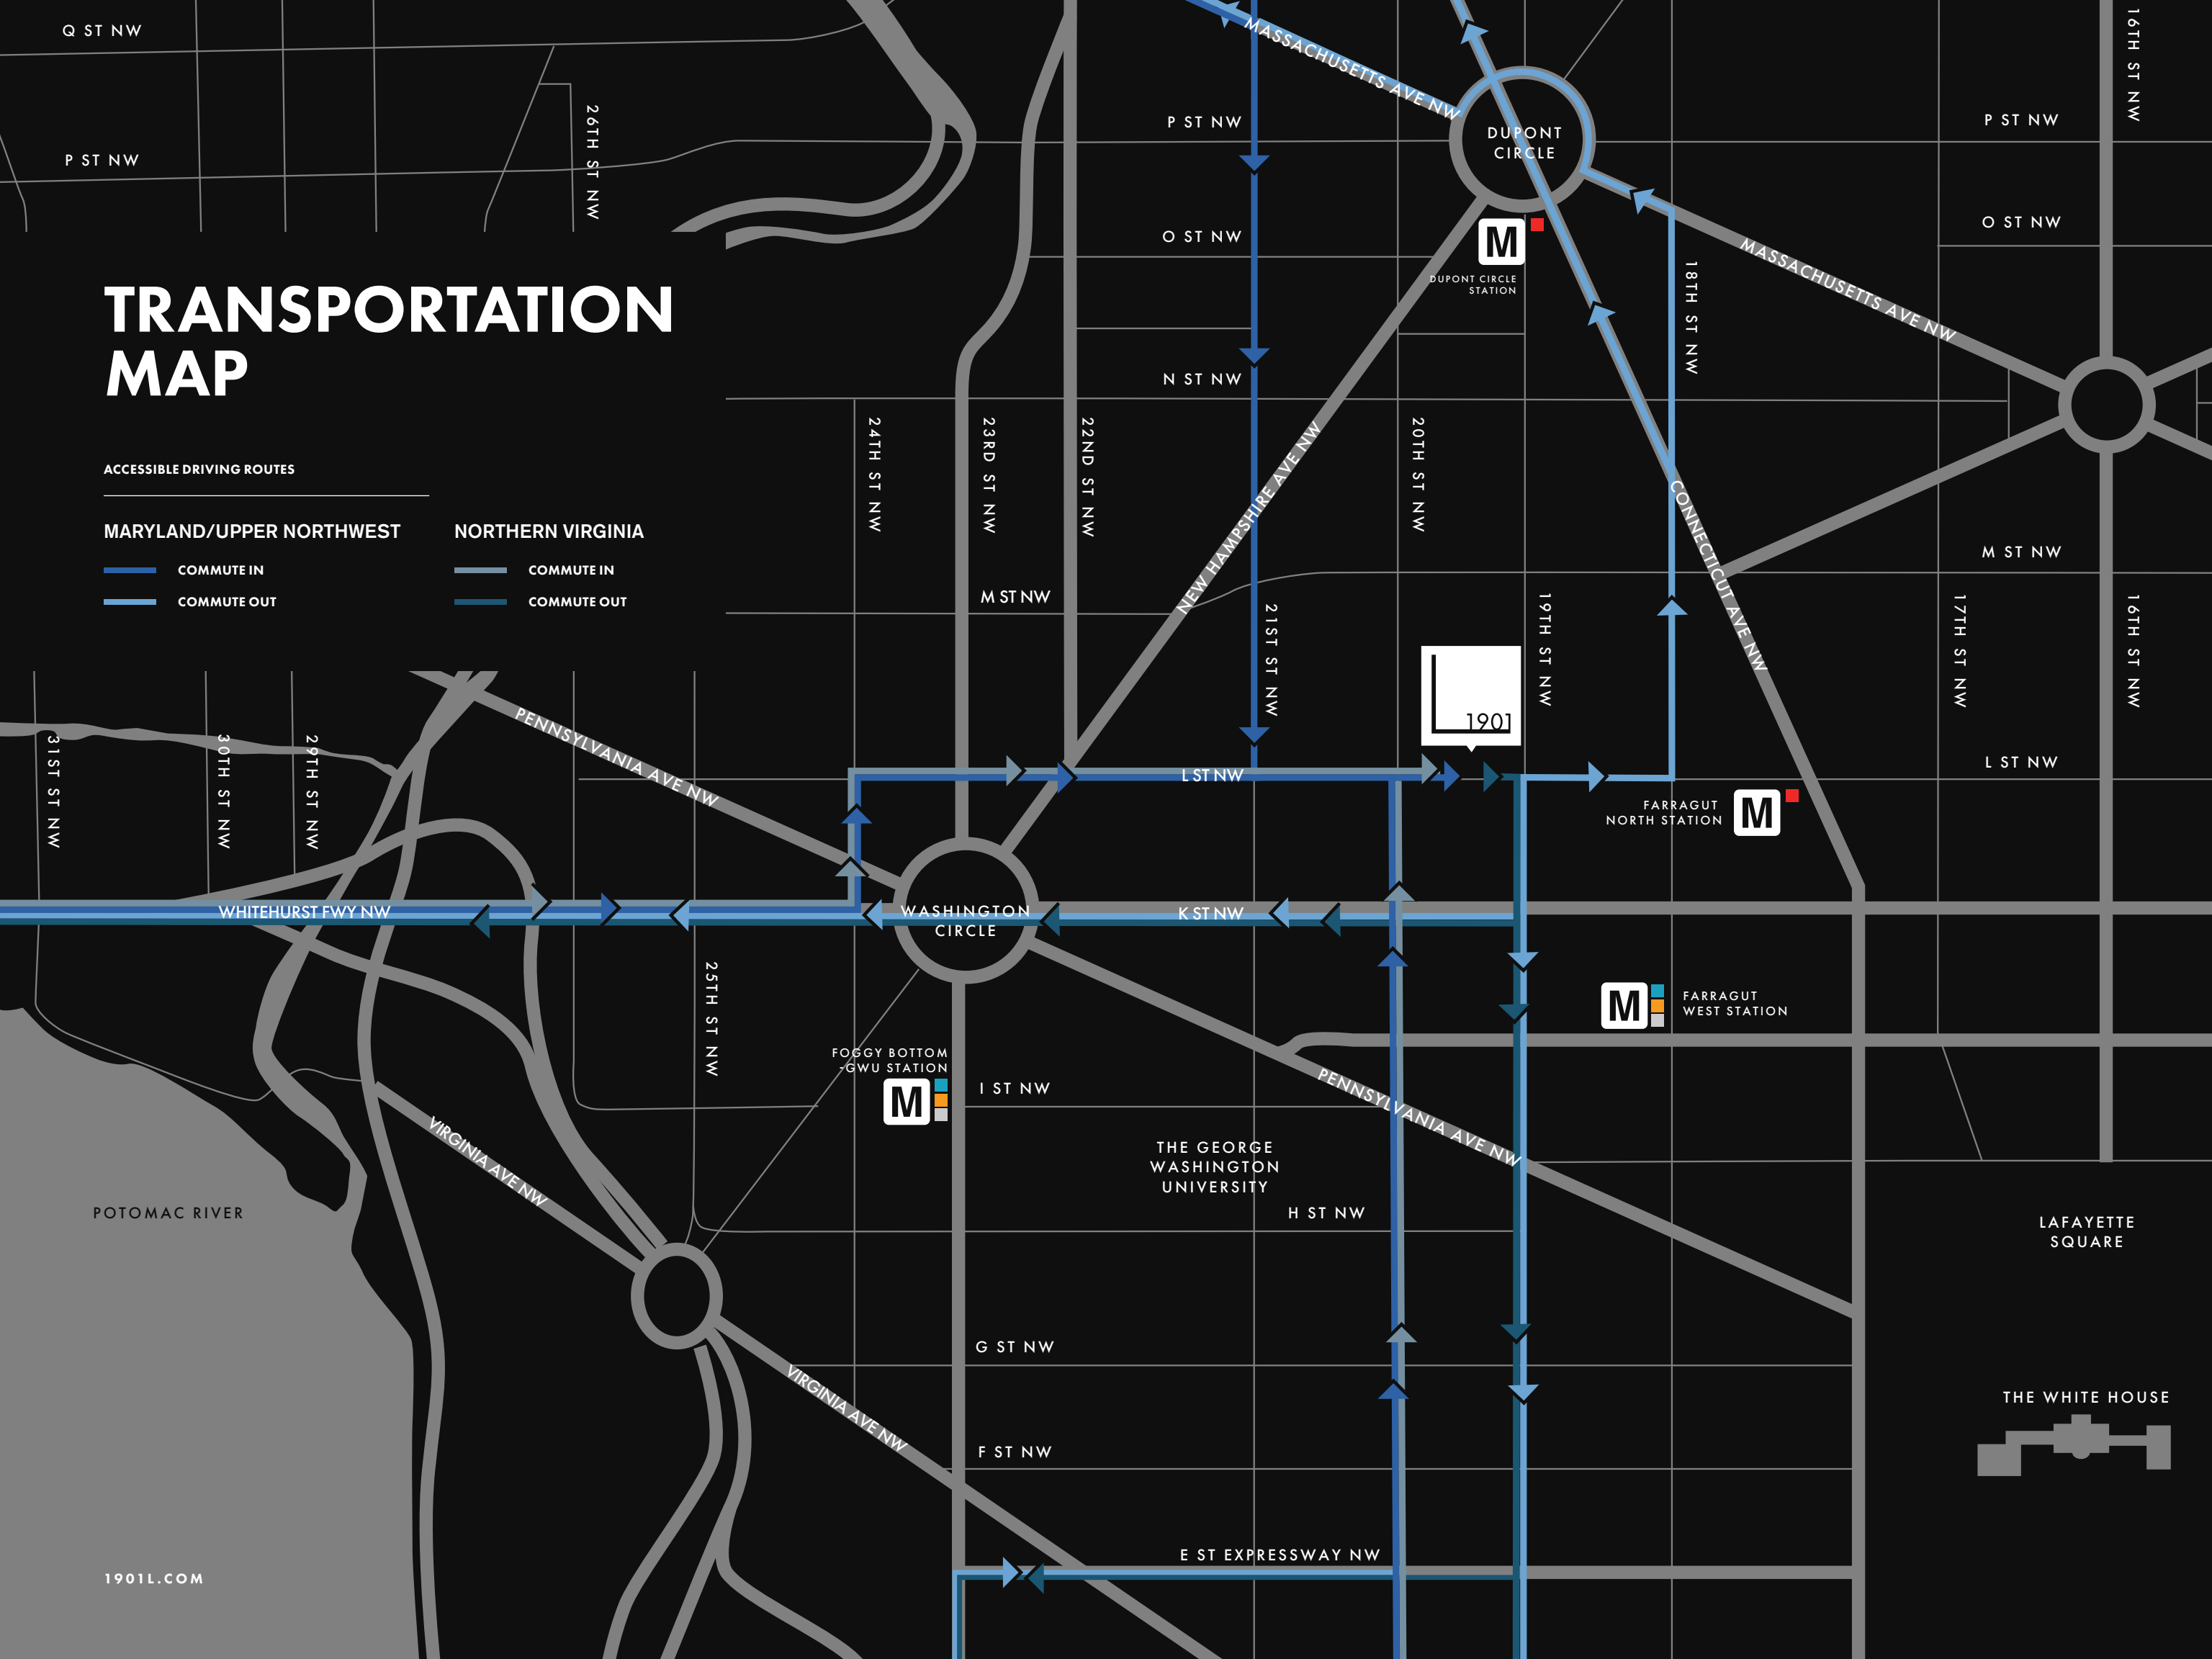 Q ST NW
P ST NW
26TH ST NW
MASSACHUSETTS AVE NW
P ST NW
DUPONT
CIRCLE
P ST NW
16TH ST NW
O ST NW
O ST NW
M
DUPONT CIRCLE
STATION
18TH ST NW
MASSACHUSETTS AVE NW
TRANSPORTATION
MAP
N ST NW
24TH ST NW
23RD ST NW
22ND ST NW
NEW HAMPSHIRE AVE NW
20TH ST NW
CONNECTICUT AVE NW
ACCESSIBLE DRIVING ROUTES
MARYLAND/UPPER NORTHWEST
COMMUTE IN
COMMUTE OUT
NORTHERN VIRGINIA
COMMUTE IN
COMMUTE OUT
M ST NW
M ST NW
21ST ST NW
19TH ST NW
17TH ST NW
16TH ST NW
1901
PENNSYLVANIA AVE NW
31ST ST NW
30TH ST NW
29TH ST NW
L ST NW
L ST NW
FARRAGUT
NORTH STATION
M
WHITEHURST FWY NW
WASHINGTON
CIRCLE
K ST NW
25TH ST NW
M
FARRAGUT
WEST STATION
FOGGY BOTTOM
-GWU STATION
M
I ST NW
PENNSYLVANIA AVE NW
VIRGINIA AVE NW
THE GEORGE
WASHINGTON
UNIVERSITY
H ST NW
POTOMAC RIVER
LAFAYETTE
SQUARE
G ST NW
VIRGINIA AVE NW
THE WHITE HOUSE
F ST NW
E ST EXPRESSWAY NW
1901L.COM